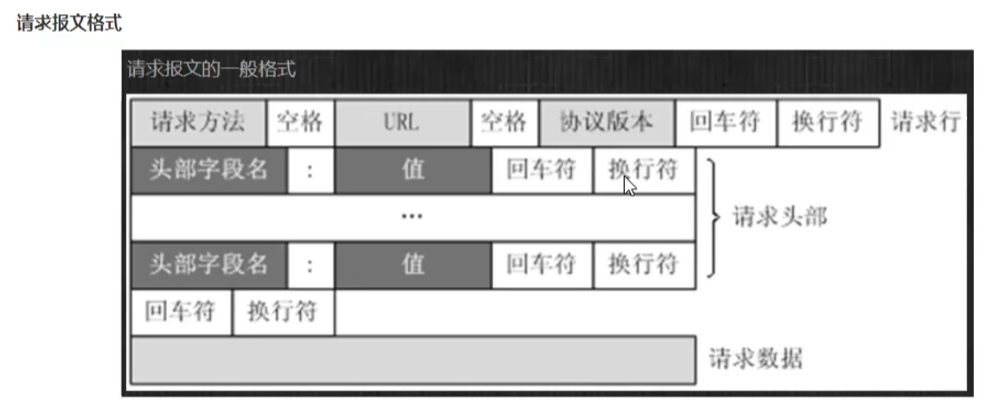 请求报文格式
请求报文的一般格式
请求方法 空格 URL 空格 协议版本 回车符 换行符 请求行
头部字段名 : 值 回车符 换行符
... 请求头部
头部字段名 : 值 回车符 换行符
回车符 换行符
请求数据